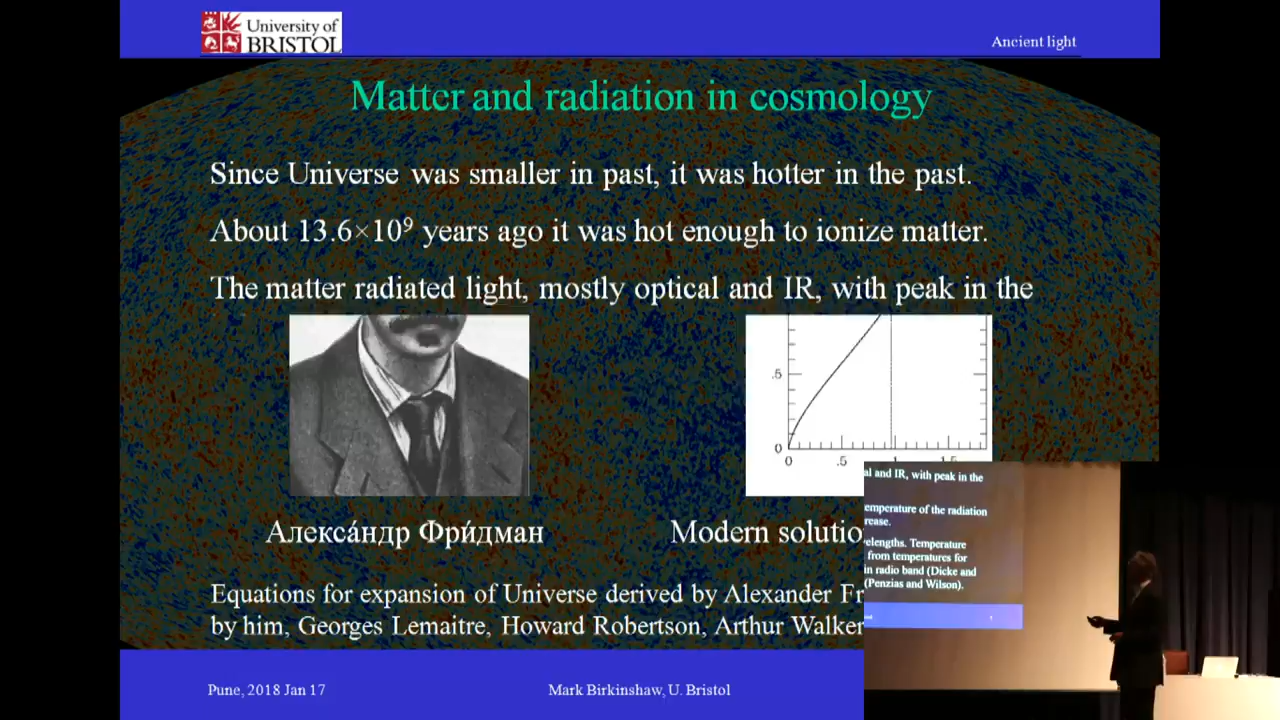 University of
BRISTOL
Ancient light
Matter and radiation in cosmology
Since Universe was smaller in past, it was hotter in the past.
About 13.6×10⁹ years ago it was hot enough to ionize matter.
The matter radiated light, mostly optical and IR, with peak in the
.5
0
0 .5 1 1.5
Алекса́ндр Фри́дман
Modern solutio
Equations for expansion of Universe derived by Alexander Fr
by him, Georges Lemaitre, Howard Robertson, Arthur Walker
Pune, 2018 Jan 17
Mark Birkinshaw, U. Bristol
al and IR, with peak in the
emperature of the radiation
rease.
elengths. Temperature
from temperatures for
in radio band (Dicke and
(Penzias and Wilson).